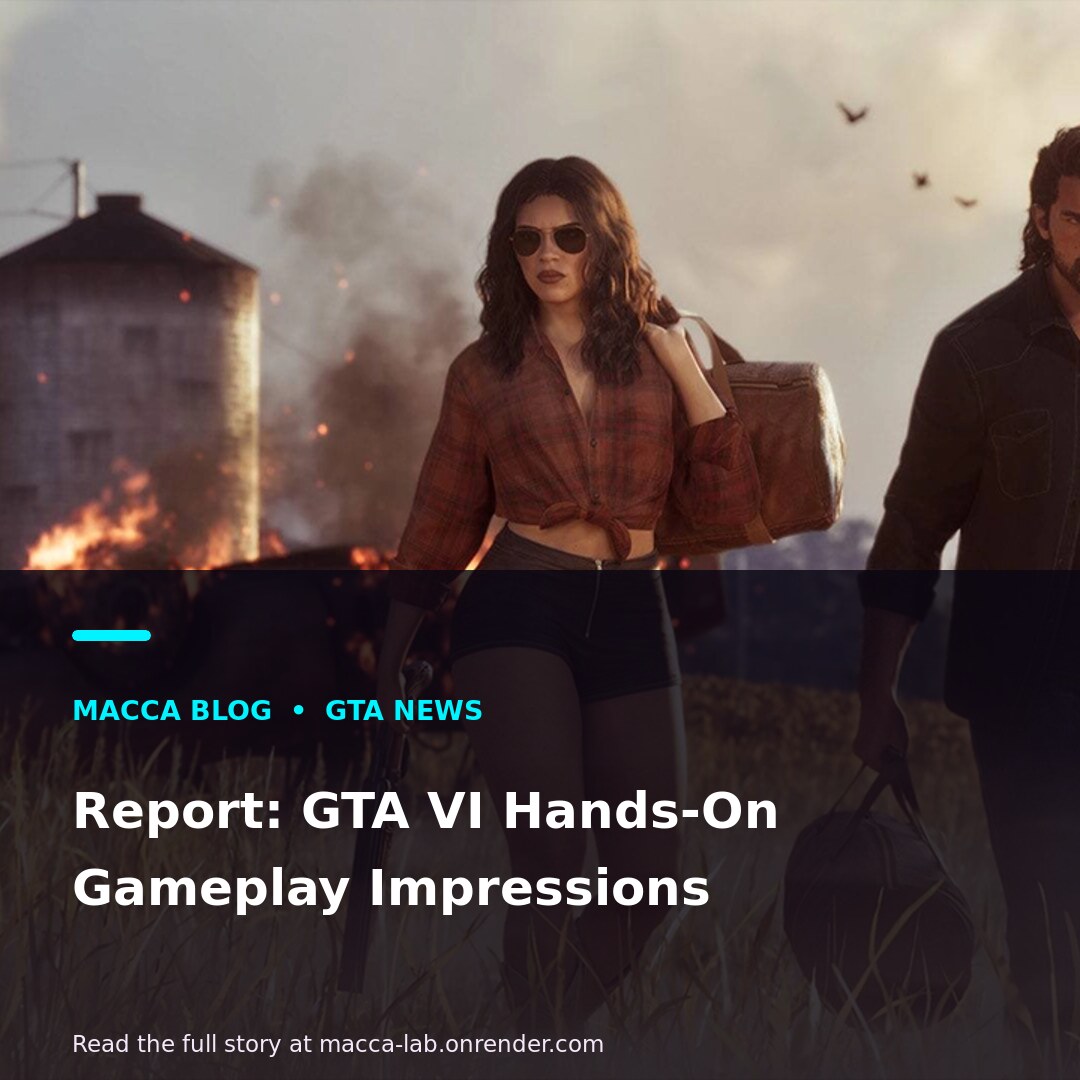 MACCA BLOG • GTA NEWS
Report: GTA VI Hands-On
Gameplay Impressions
Read the full story at macca-lab.onrender.com